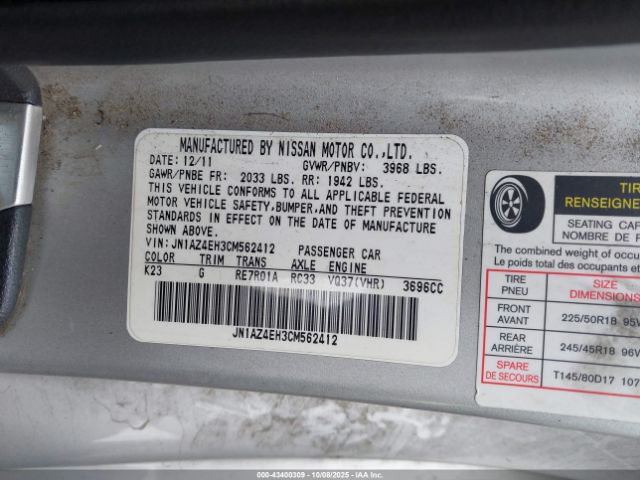 MANUFACTURED BY NISSAN MOTOR CO.,LTD.
DATE: 12/11 GVWR/PNBV: 3968 LBS.
GAWR/PNBE FR: 2033 LBS. RR: 1942 LBS.
THIS VEHICLE CONFORMS TO ALL APPLICABLE FEDERAL
MOTOR VEHICLE SAFETY,BUMPER,AND THEFT PREVENTION
STANDARDS IN EFFECT ON THE DATE OF MANUFACTURE
SHOWN ABOVE.
VIN: JN1AZ4EH3CM562412 PASSENGER CAR
COLOR TRIM TRANS AXLE ENGINE
K23 G RE7R01A RC33 VQ37(VHR) 3696CC
JN1AZ4EH3CM562412
TIR
RENSEIGNEME
SEATING CAP
NOMBRE DE P
The combined weight of occu
Le poids total des occupants e
TIRE SIZE
PNEU DIMENSIONS
FRONT
AVANT 225/50R18 95W
REAR
ARRIÈRE 245/45R18 96W
SPARE
DE SECOURS T145/80D17 107
000-43400309 10/08/2025 IAA Inc.